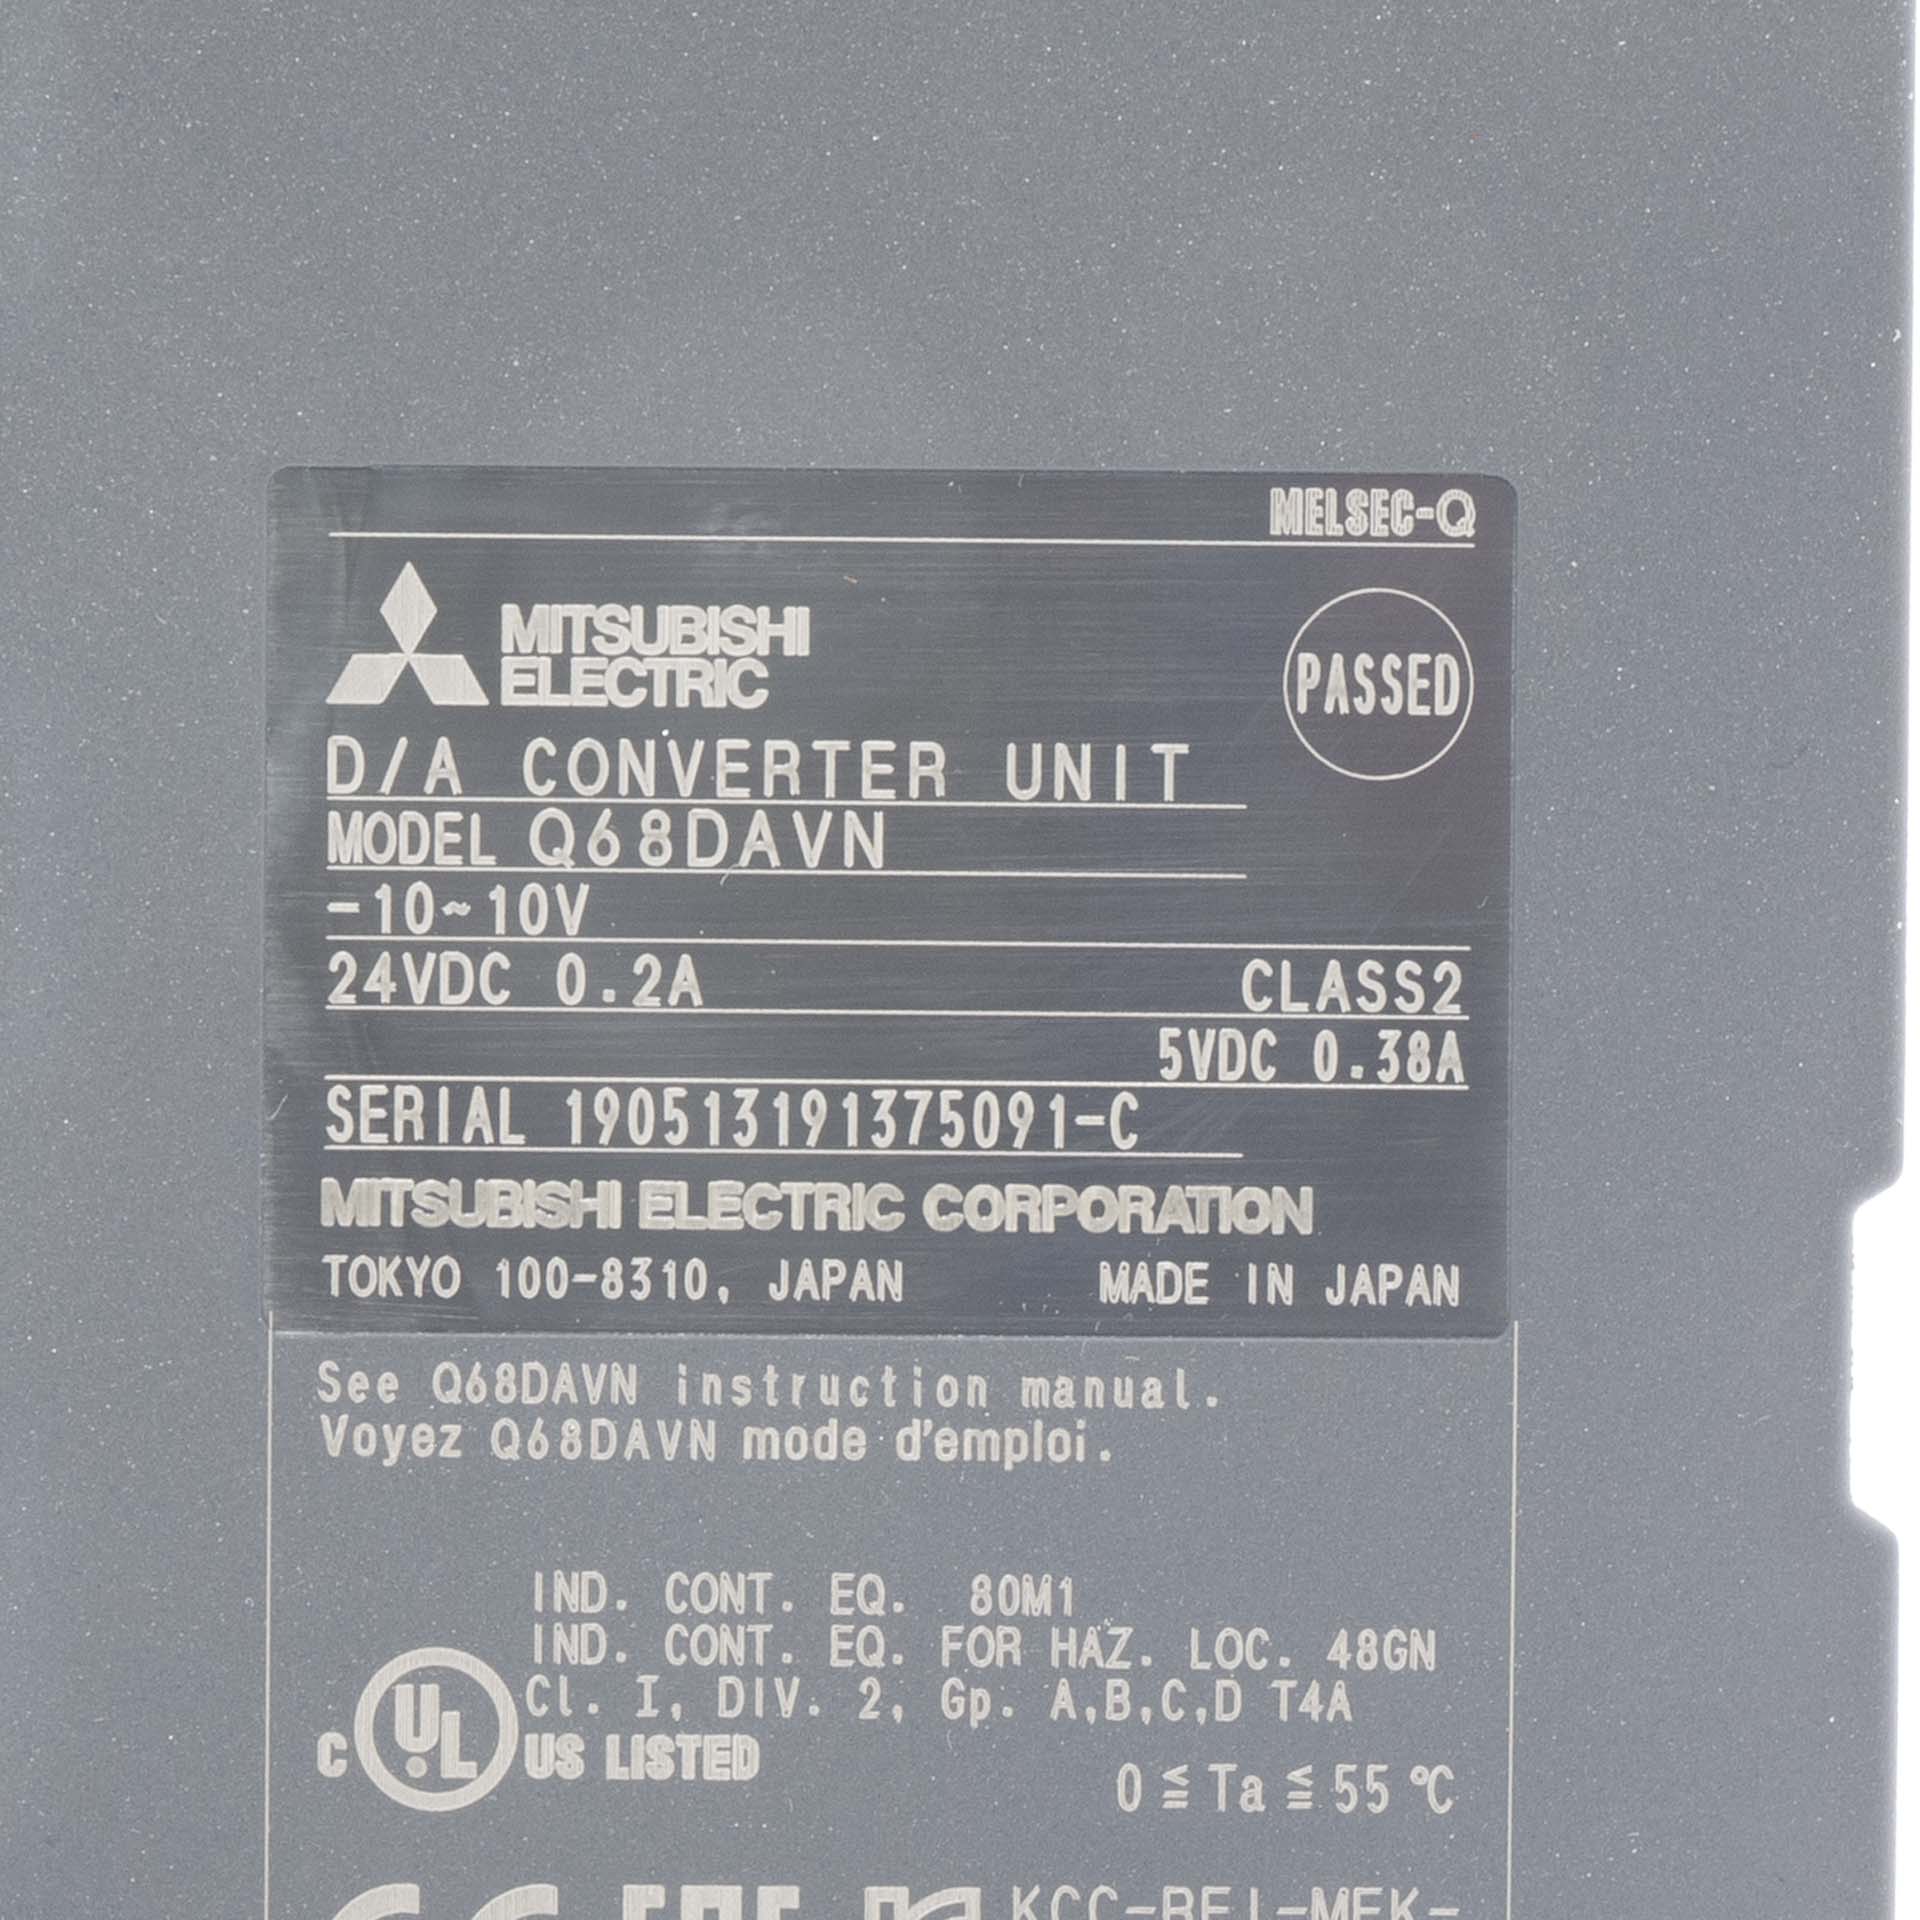 MELSEC-Q
MITSUBISHI
ELECTRIC
PASSED
D/A CONVERTER UNIT
MODEL Q68DAVN
-10~10V
24VDC 0.2A CLASS2
5VDC 0.38A
SERIAL 190513191375091-C
MITSUBISHI ELECTRIC CORPORATION
TOKYO 100-8310, JAPAN MADE IN JAPAN
See Q68DAVN instruction manual.
Voyez Q68DAVN mode d'emploi.
IND. CONT. EQ. 80M1
IND. CONT. EQ. FOR HAZ. LOC. 48GN
Cl. I, DIV. 2, Gp. A,B,C,D T4A
C UL US LISTED
0≦Ta≦55℃
KCC-REI-MEK-